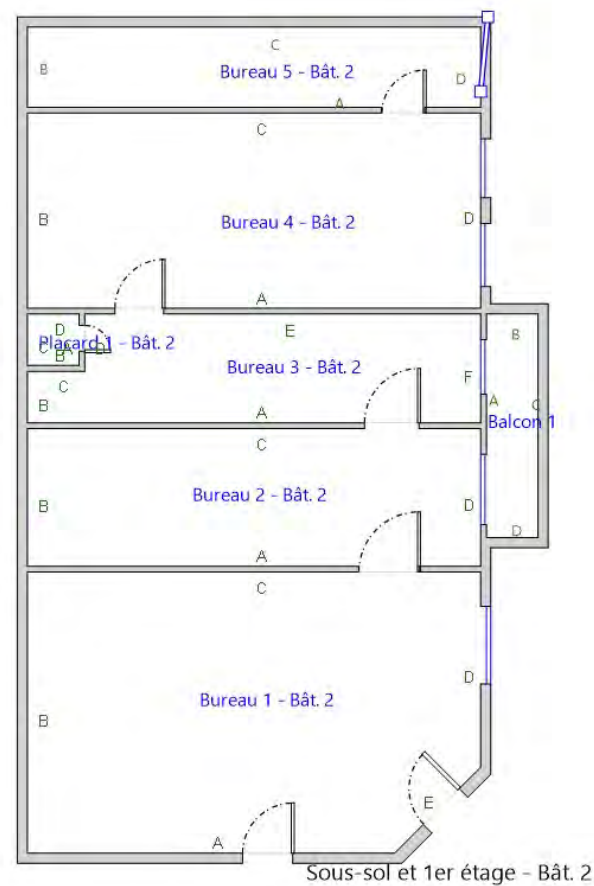 C
B
Bureau 5 - Bât. 2
D
A
C
B
Bureau 4 - Bât. 2
D
A
D
E
B
Placard 1 - Bât. 2
C
A
D
B
Bureau 3 - Bât. 2
F
C
A
C
B
A
Balcon 1
C
D
Bureau 2 - Bât. 2
D
B
A
C
D
Bureau 1 - Bât. 2
B
E
A
Sous-sol et 1er étage - Bât. 2